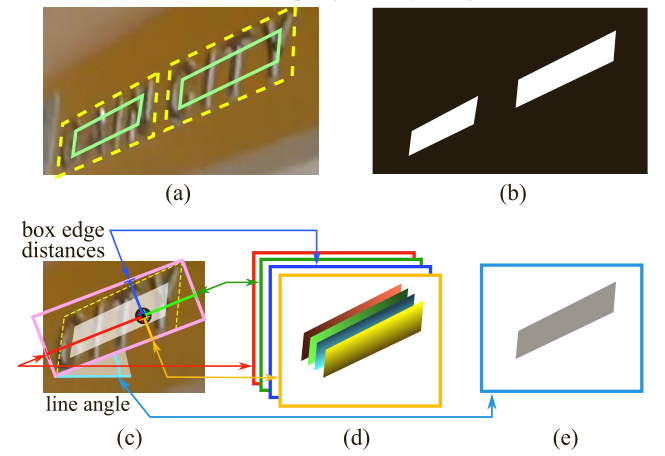 (a)
(b)
box edge
distances
line angle
(c)
(d)
(e)